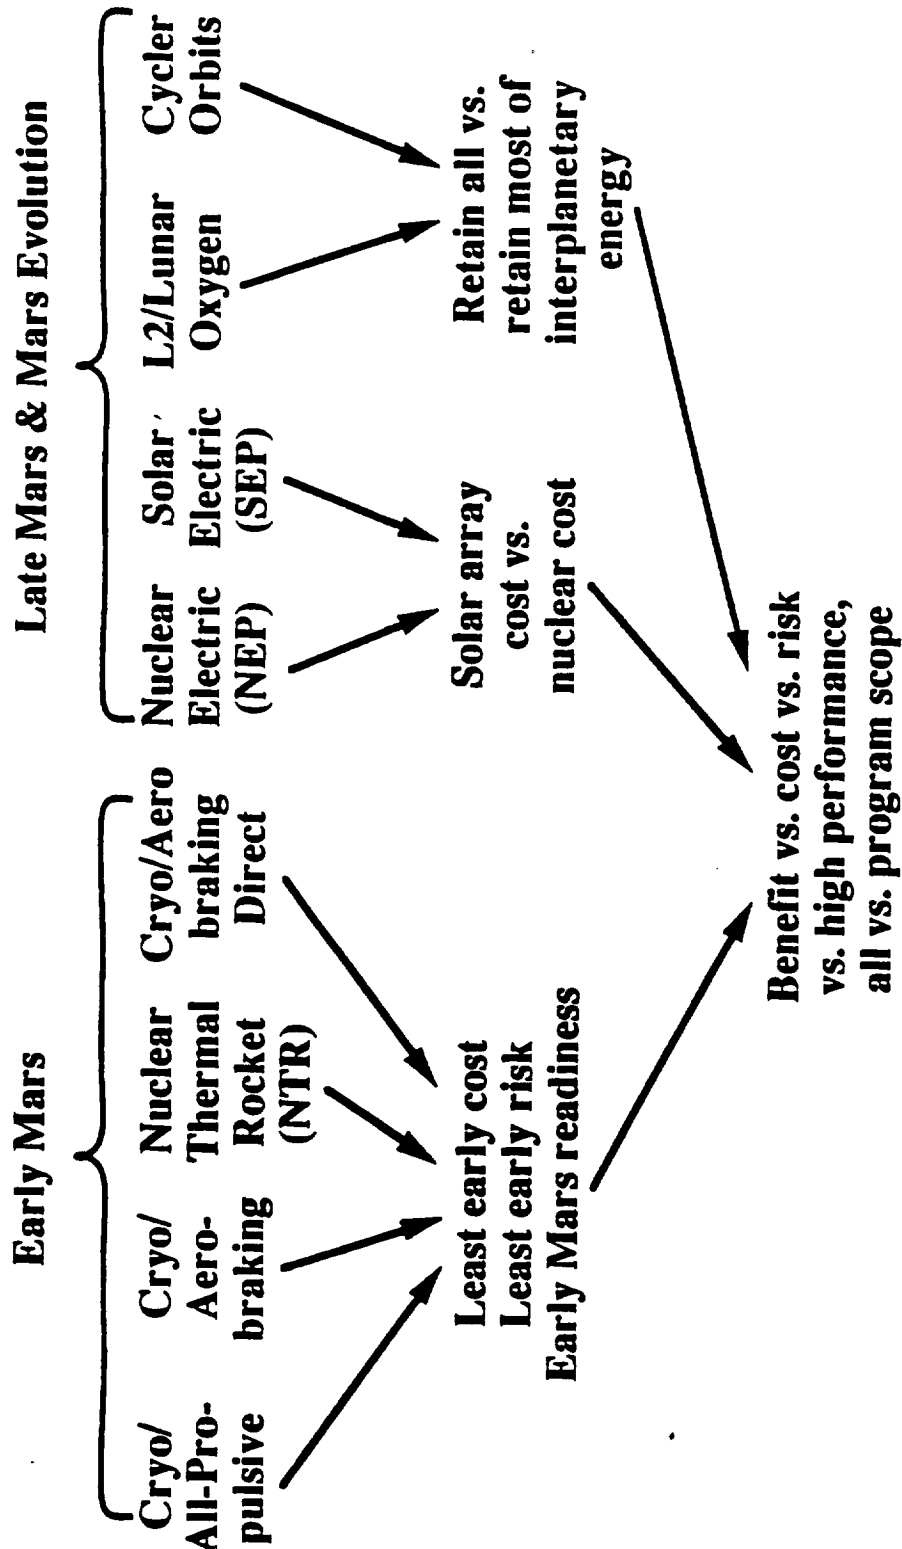 Early Mars
Late Mars & Mars Evolution
Cryo/
All-Pro-
pulsive
Cryo/
Aero-
braking
Nuclear
Thermal
Rocket
(NTR)
Cryo/Aero
braking
Direct
Nuclear
Electric
(NEP)
Solar
Electric
(SEP)
L2/Lunar
Oxygen
Cycler
Orbits
Least early cost
Least early risk
Early Mars readiness
Solar array
cost vs.
nuclear cost
Retain all vs.
retain most of
interplanetary
energy
Benefit vs. cost vs. risk
vs. high performance,
all vs. program scope